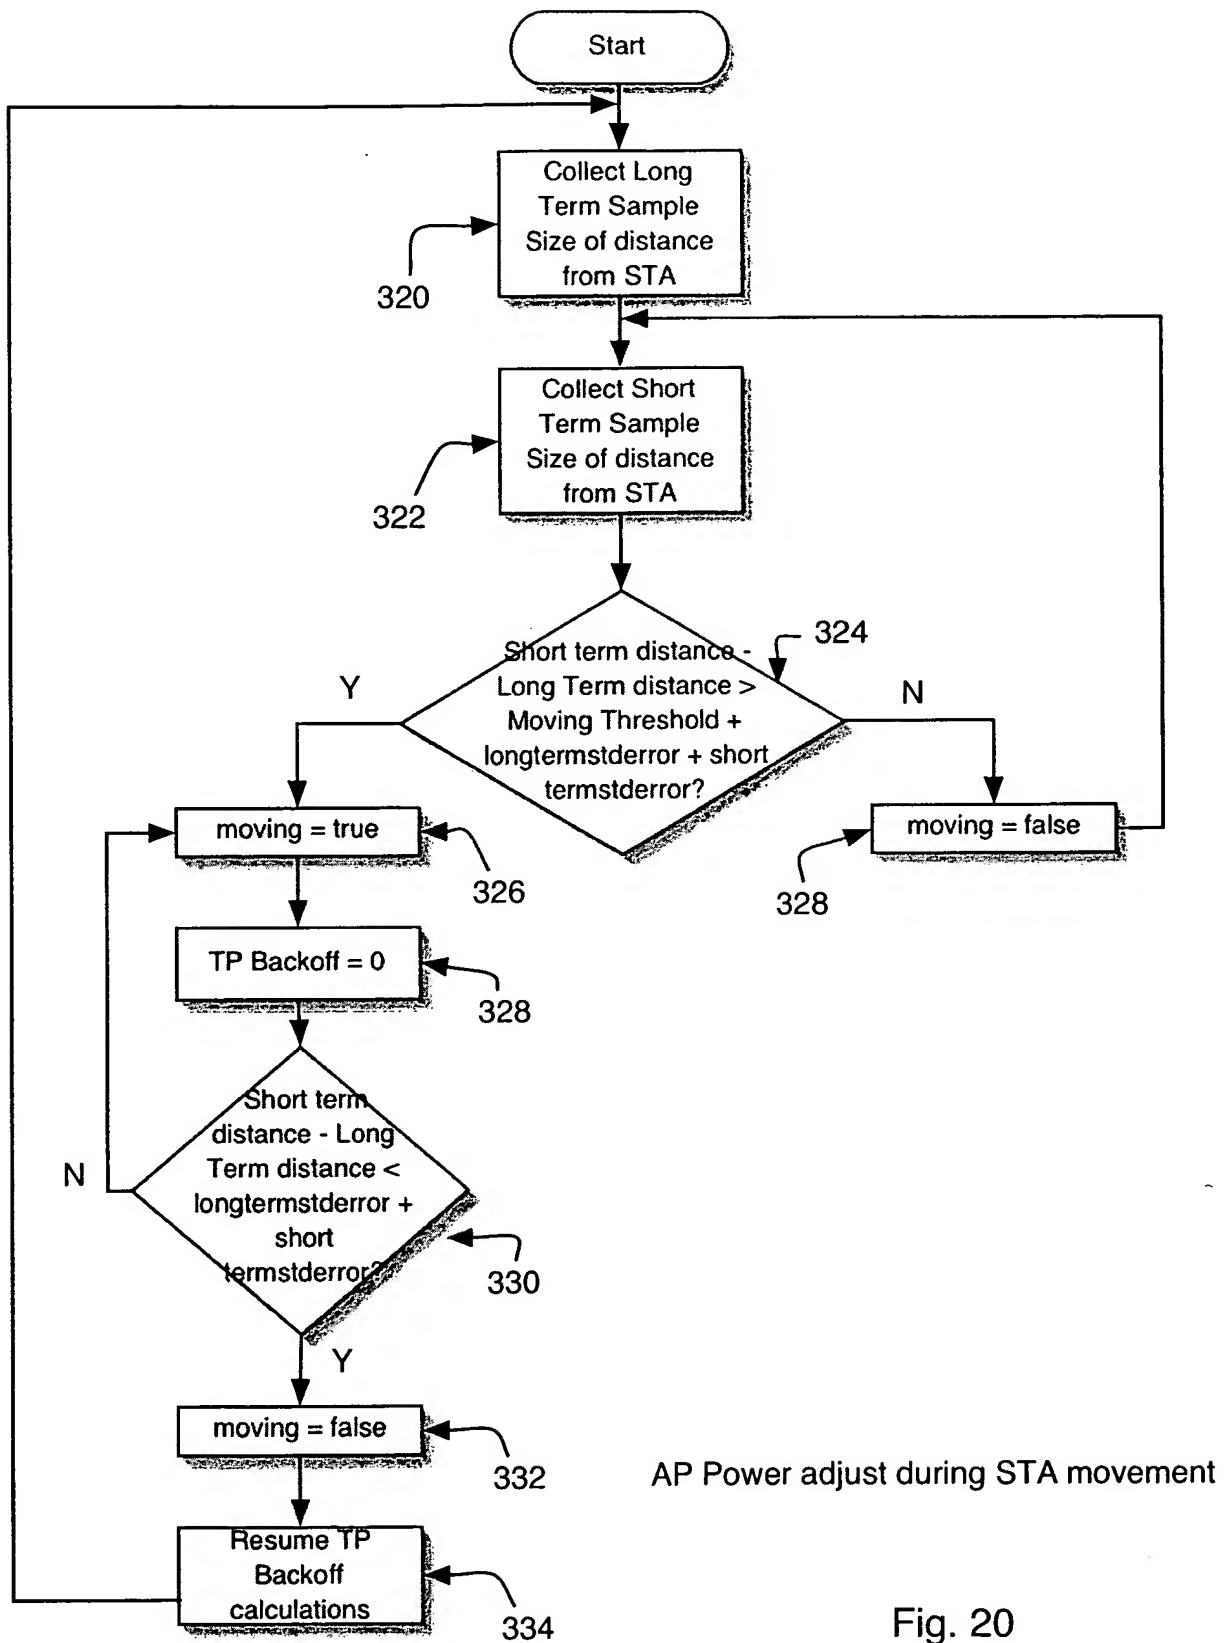 Start
Collect Long
Term Sample
Size of distance
from STA
320
Collect Short
Term Sample
Size of distance
from STA
322
Short term distance -
Long Term distance >
Moving Threshold +
longtermstderror + short
termstderror?
324
Y
N
moving = true
326
moving = false
328
TP Backoff = 0
328
Short term
distance - Long
Term distance <
longtermstderror +
short
termstderror?
N
330
Y
moving = false
332
AP Power adjust during STA movement
Resume TP
Backoff
calculations
334
Fig. 20